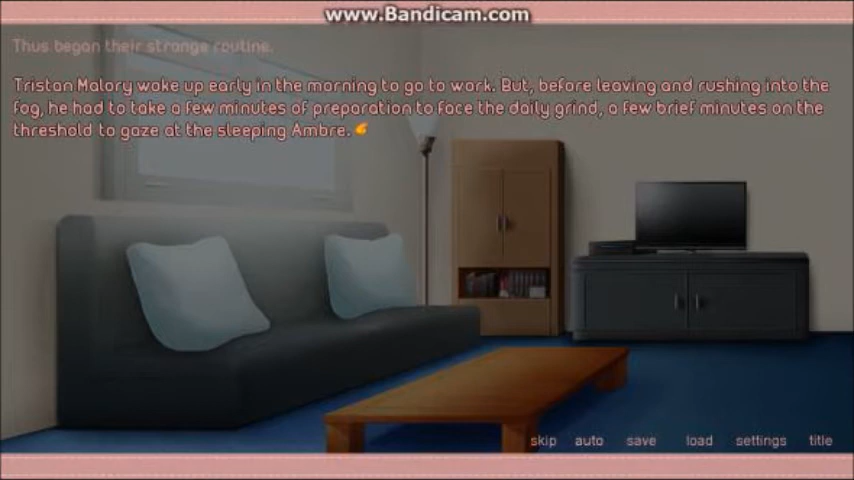 www.Bandicam.com
Thus began their strange routine.
Tristan Malory woke up early in the morning to go to work. But, before leaving and rushing into the
fog, he had to take a few minutes of preparation to face the daily grind, a few brief minutes on the
threshold to gaze at the sleeping Ambre.
skip auto save load settings title